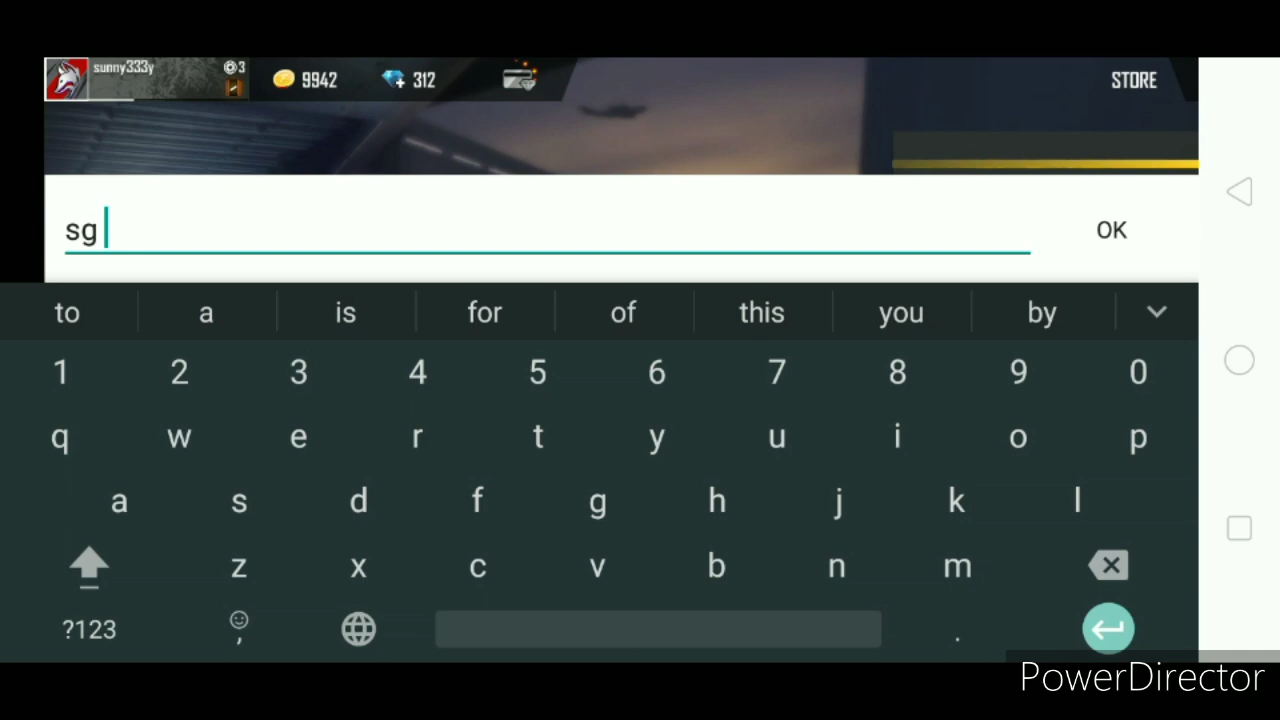 sunny333y 3 9942 312 STORE
sg OK
to a is for of this you by
1 2 3 4 5 6 7 8 9 0
q w e r t y u i o p
a s d f g h j k l
z x c v b n m
?123 , .
PowerDirector